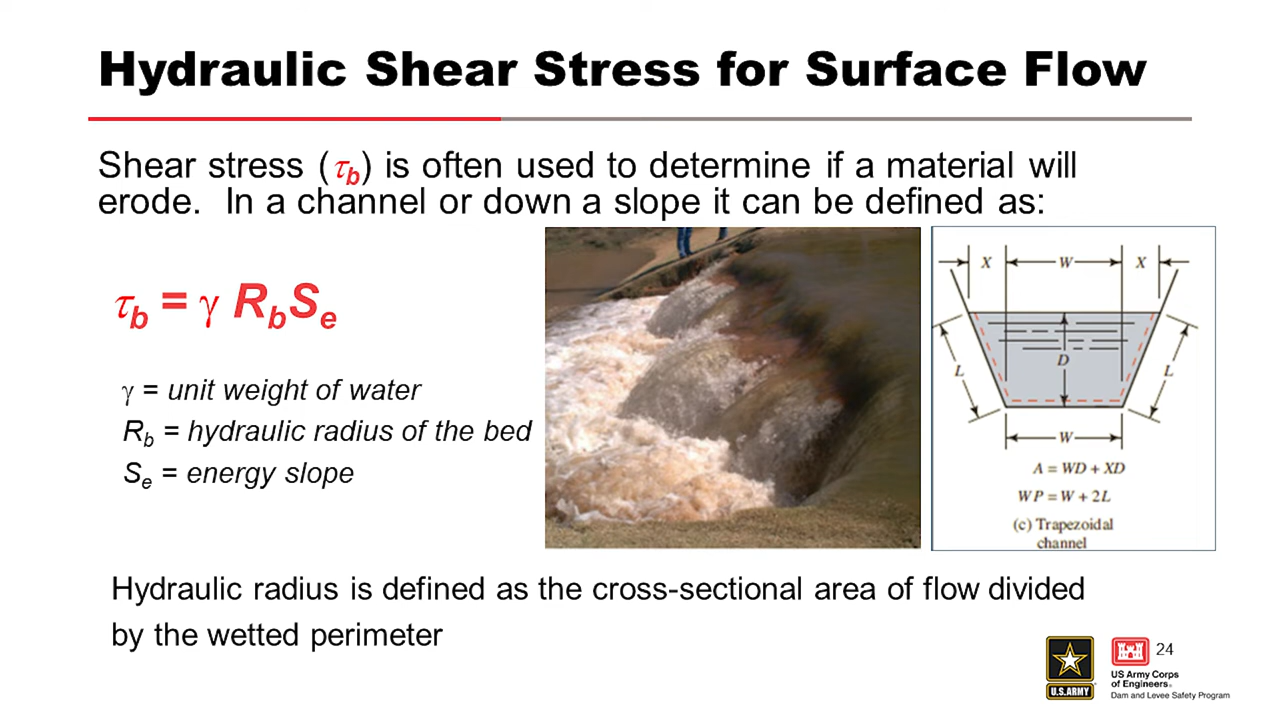 Hydraulic Shear Stress for Surface Flow
Shear stress (τb) is often used to determine if a material will
erode. In a channel or down a slope it can be defined as:
τb = γ RbSe
γ = unit weight of water
Rb = hydraulic radius of the bed
Se = energy slope
X W X
L D L
W
A = WD + XD
WP = W + 2L
(c) Trapezoidal
channel
Hydraulic radius is defined as the cross-sectional area of flow divided
by the wetted perimeter
24
U.S.ARMY
US Army Corps
of Engineers®
Dam and Levee Safety Program